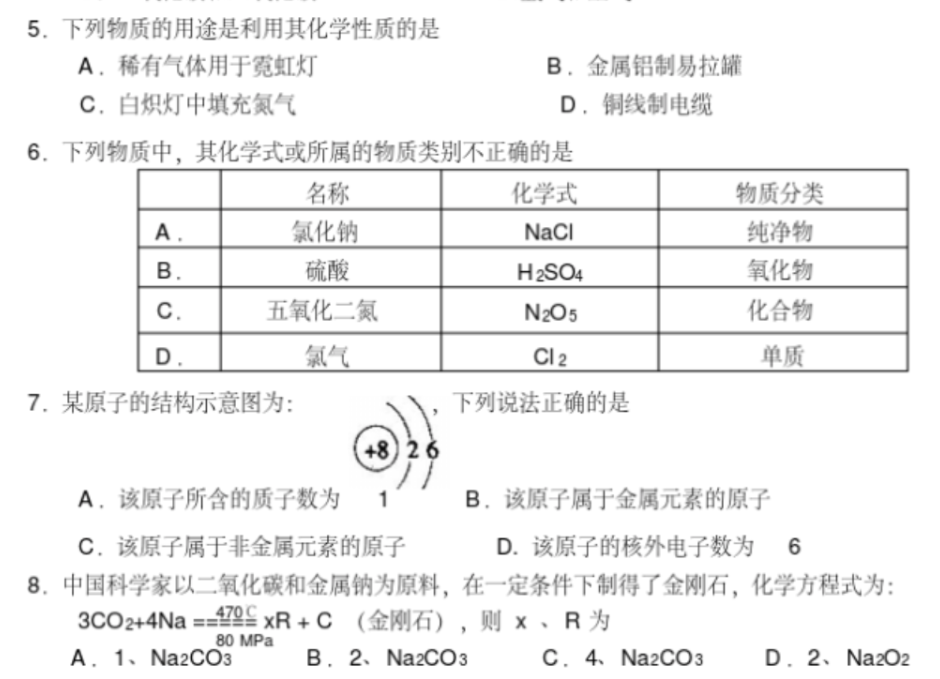 5．下列物质的用途是利用其化学性质的是
A．稀有气体用于霓虹灯 B．金属铝制易拉罐
C．白炽灯中填充氮气 D．铜线制电缆
6．下列物质中，其化学式或所属的物质类别不正确的是
名称 化学式 物质分类
A． 氯化钠 NaCl 纯净物
B． 硫酸 H2SO4 氧化物
C． 五氧化二氮 N2O5 化合物
D． 氯气 Cl2 单质
7．某原子的结构示意图为： ，下列说法正确的是
+8 2 6
A．该原子所含的质子数为 1 B．该原子属于金属元素的原子
C．该原子属于非金属元素的原子 D．该原子的核外电子数为 6
8．中国科学家以二氧化碳和金属钠为原料，在一定条件下制得了金刚石，化学方程式为：
470℃
3CO2+4Na ===== xR + C （金刚石），则 x 、R 为
80 MPa
A．1、Na2CO3 B．2、Na2CO3 C．4、Na2CO3 D．2、Na2O2